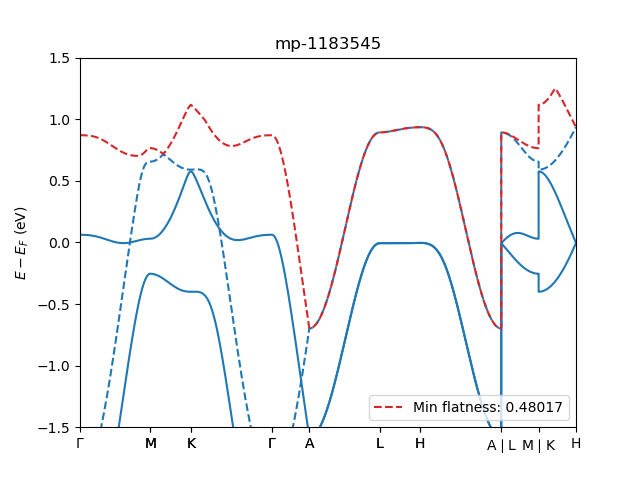 mp-1183545
E − E_F (eV)
1.5
1.0
0.5
0.0
−0.5
−1.0
−1.5
Min flatness: 0.48017
Γ M K Γ A L H A | L M | K H